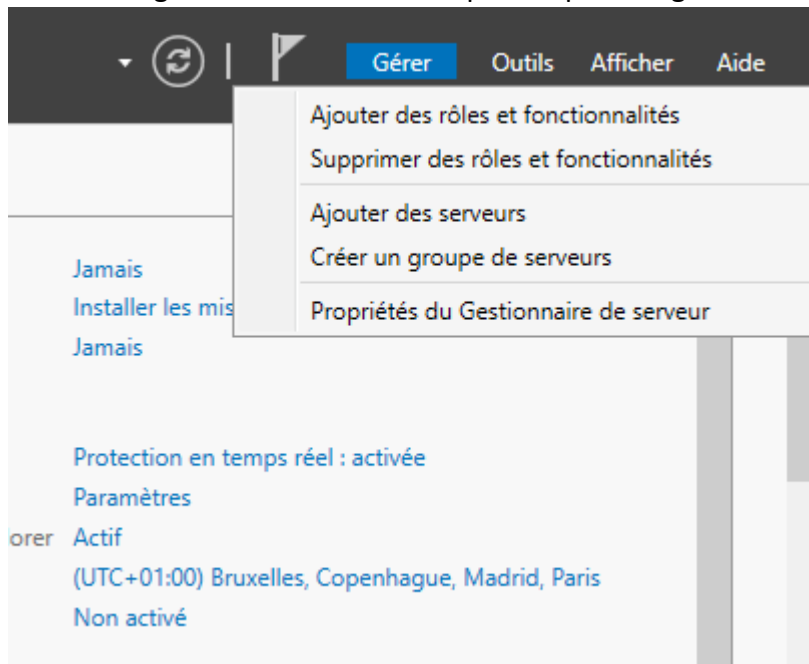 Gérer Outils Afficher Aide
Ajouter des rôles et fonctionnalités
Supprimer des rôles et fonctionnalités
Ajouter des serveurs
Créer un groupe de serveurs
Propriétés du Gestionnaire de serveur
Jamais
Installer les mis
Jamais
Protection en temps réel : activée
Paramètres
orer Actif
(UTC+01:00) Bruxelles, Copenhague, Madrid, Paris
Non activé